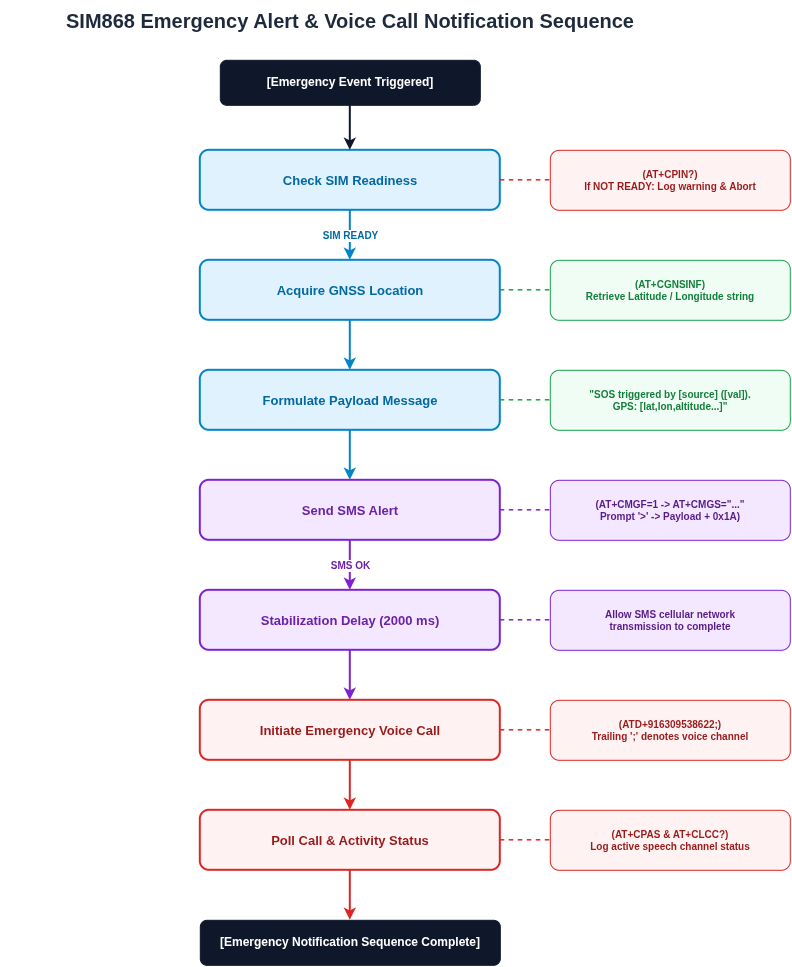 SIM868 Emergency Alert & Voice Call Notification Sequence
[Emergency Event Triggered]
Check SIM Readiness
(AT+CPIN?)
If NOT READY: Log warning & Abort
SIM READY
Acquire GNSS Location
(AT+CGNSINF)
Retrieve Latitude / Longitude string
Formulate Payload Message
"SOS triggered by [source] ([val]).
GPS: [lat,lon,altitude...]"
Send SMS Alert
(AT+CMGF=1 -> AT+CMGS="..."
Prompt '>' -> Payload + 0x1A)
SMS OK
Stabilization Delay (2000 ms)
Allow SMS cellular network
transmission to complete
Initiate Emergency Voice Call
(ATD+916309538622;)
Trailing ';' denotes voice channel
Poll Call & Activity Status
(AT+CPAS & AT+CLCC?)
Log active speech channel status
[Emergency Notification Sequence Complete]